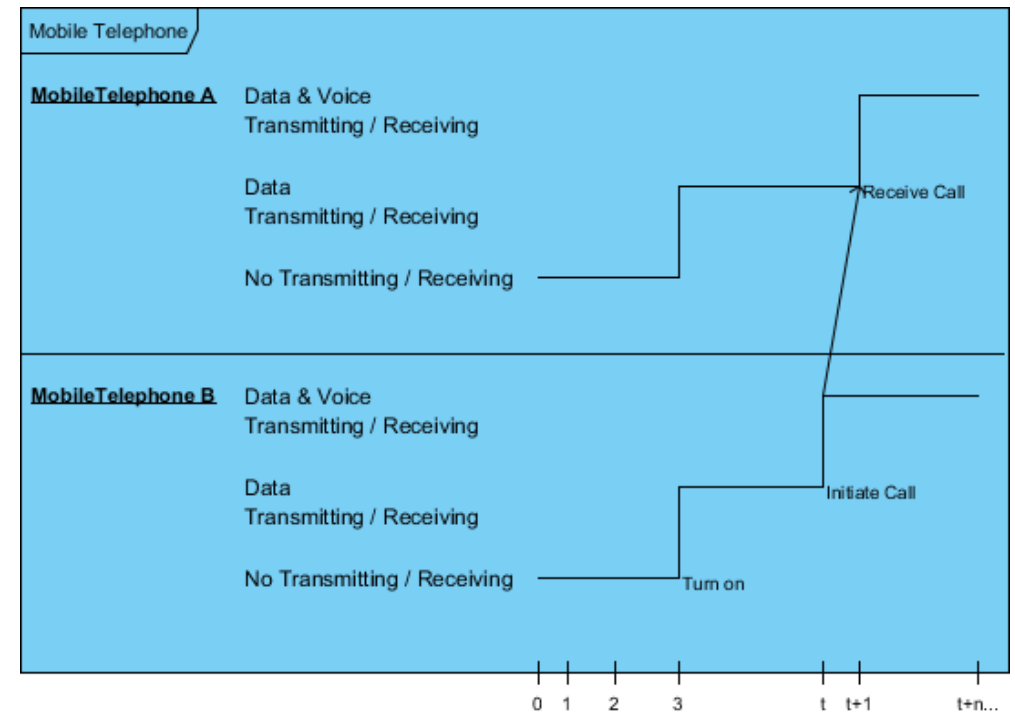 Mobile Telephone
MobileTelephone A
Data & Voice
Transmitting / Receiving
Data
Transmitting / Receiving
Receive Call
No Transmitting / Receiving
MobileTelephone B
Data & Voice
Transmitting / Receiving
Data
Transmitting / Receiving
Initiate Call
No Transmitting / Receiving
Turn on
0 1 2 3 t t+1 t+n...